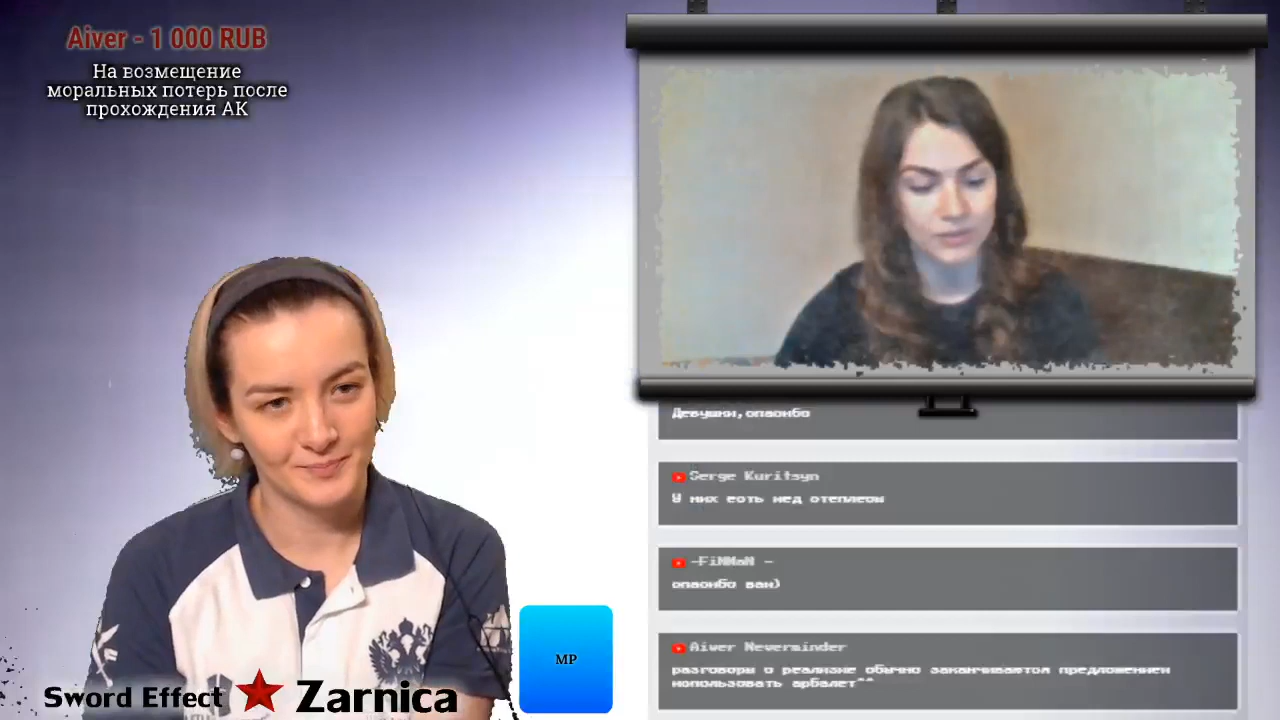 Aiver - 1 000 RUB
На возмещение
моральных потерь после
прохождения АК
Девушки,спасибо
Serge Kuritsyn
У них есть мед отсплевы
-FiNMaN -
спасибо вам)
Aiver Neverminder
разговоры о реализме обычно заканчиваются предложением
использовать арбалет^^
MP
Sword Effect Zarnica